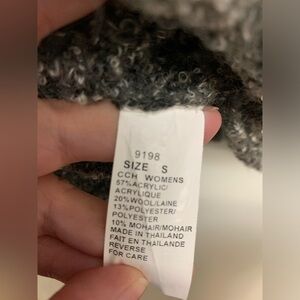 9198
SIZE S
CCH WOMENS
57%ACRYLIC/
ACRYLIQUE
20%WOOL/LAINE
13%POLYESTER/
POLYESTER
10% MOHAIR/MOHAIR
MADE IN THAILAND
FAIT EN THAILANDE
REVERSE
FOR CARE